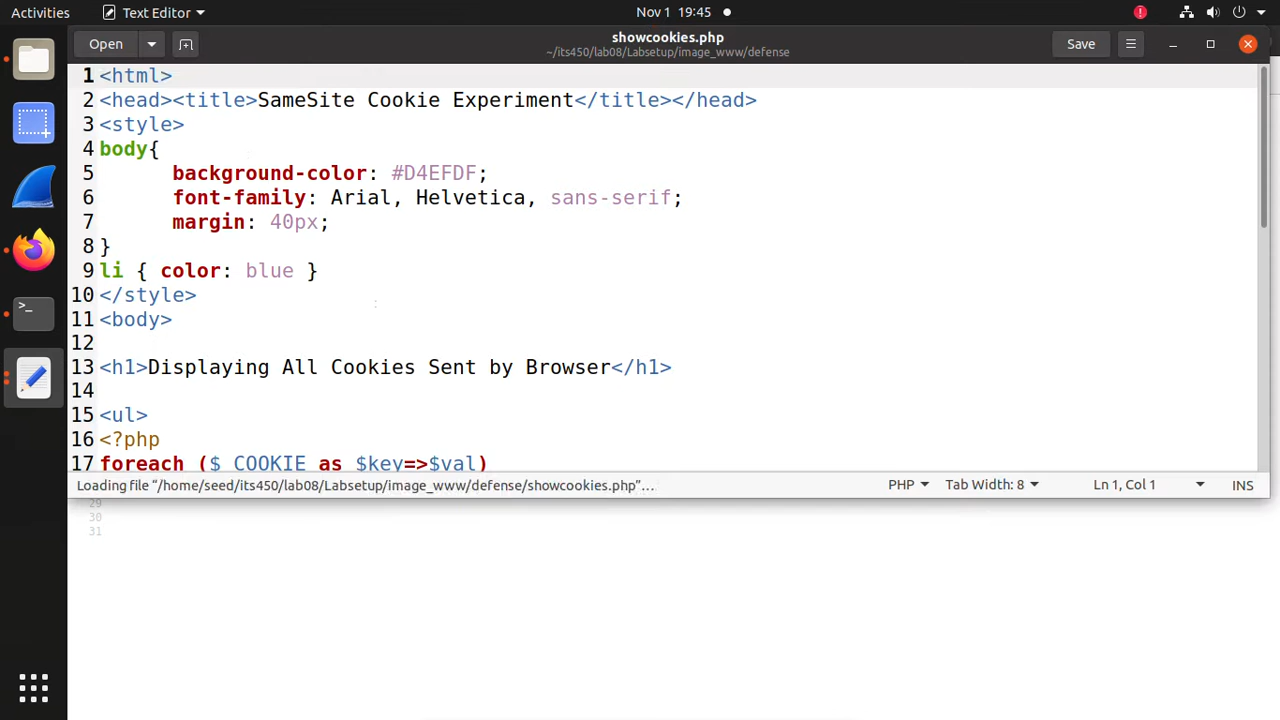 Activities
Text Editor
Nov 1 19:45
Open
showcookies.php
~/its450/lab08/Labsetup/image_www/defense
Save
1 <html>
2 <head><title>SameSite Cookie Experiment</title></head>
3 <style>
4 body{
5 background-color: #D4EFDF;
6 font-family: Arial, Helvetica, sans-serif;
7 margin: 40px;
8 }
9 li { color: blue }
10 </style>
11 <body>
12
13 <h1>Displaying All Cookies Sent by Browser</h1>
14
15 <ul>
16 <?php
17 foreach ($_COOKIE as $key=>$val)
Loading file “/home/seed/its450/lab08/Labsetup/image_www/defense/showcookies.php”…
PHP
Tab Width: 8
Ln 1, Col 1
INS
29
30
31